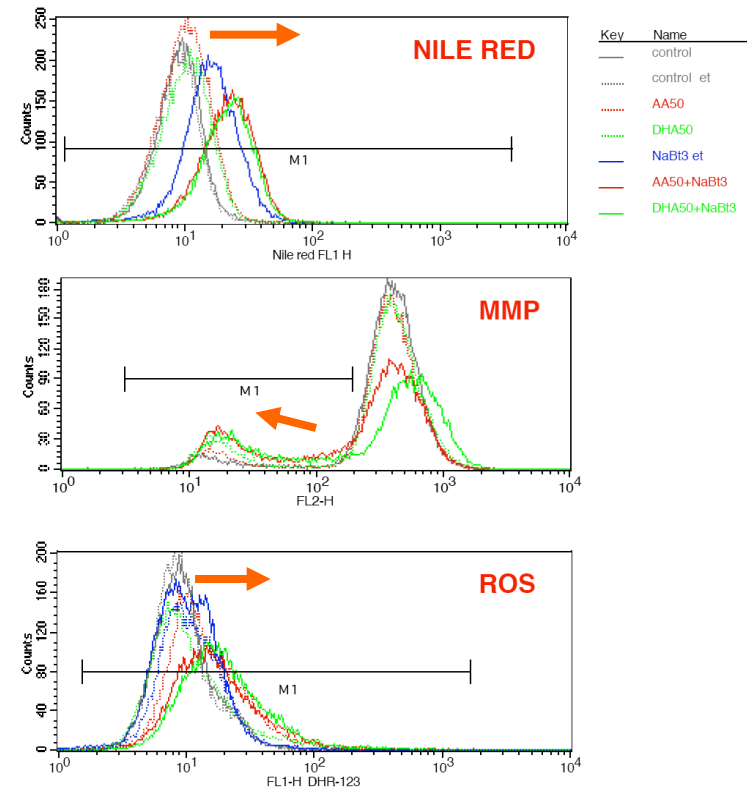 NILE RED
Counts
250
200
150
100
50
0
M1
10^0 10^1 10^2 10^3 10^4
Nile red FL1 H
Key Name
control
control et
AA50
DHA50
NaBt3 et
AA50+NaBt3
DHA50+NaBt3
MMP
Counts
180
150
120
90
60
30
0
M1
10^0 10^1 10^2 10^3 10^4
FL2-H
ROS
Counts
200
160
120
80
40
0
M1
10^0 10^1 10^2 10^3 10^4
FL1-H DHR-123